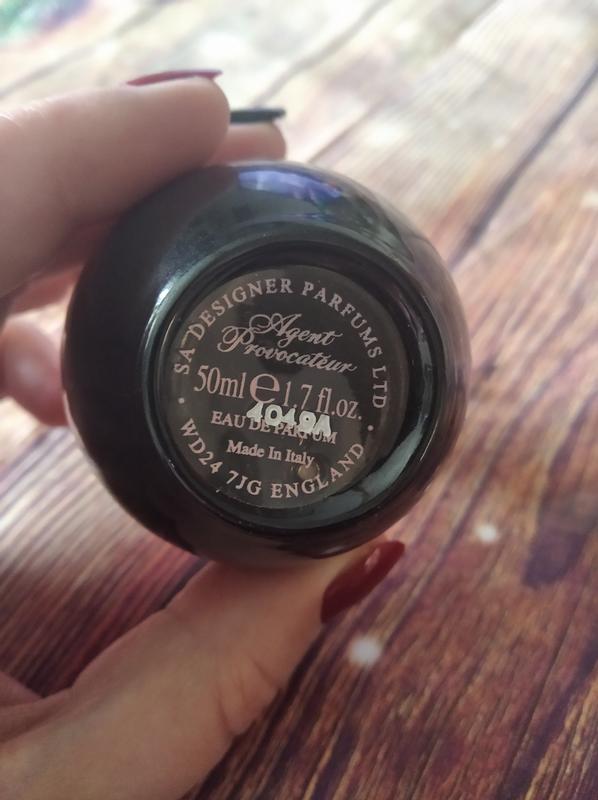 SA DESIGNER PARFUMS LTD
Agent
Provocateur
50ml e 1.7 fl.oz.
EAU DE PARFUM
Made In Italy
• WD24 7JG ENGLAND •